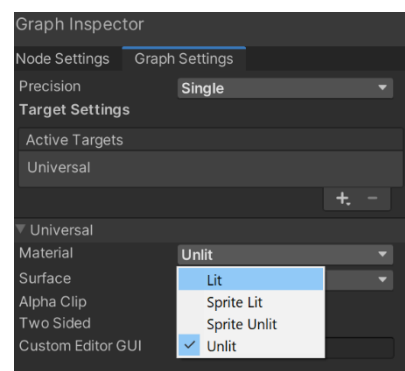 Graph Inspector
Node Settings Graph Settings
Precision Single
Target Settings
Active Targets
Universal
+ -
Universal
Material Unlit
Surface
Lit
Alpha Clip
Sprite Lit
Two Sided
Sprite Unlit
Custom Editor GUI
Unlit